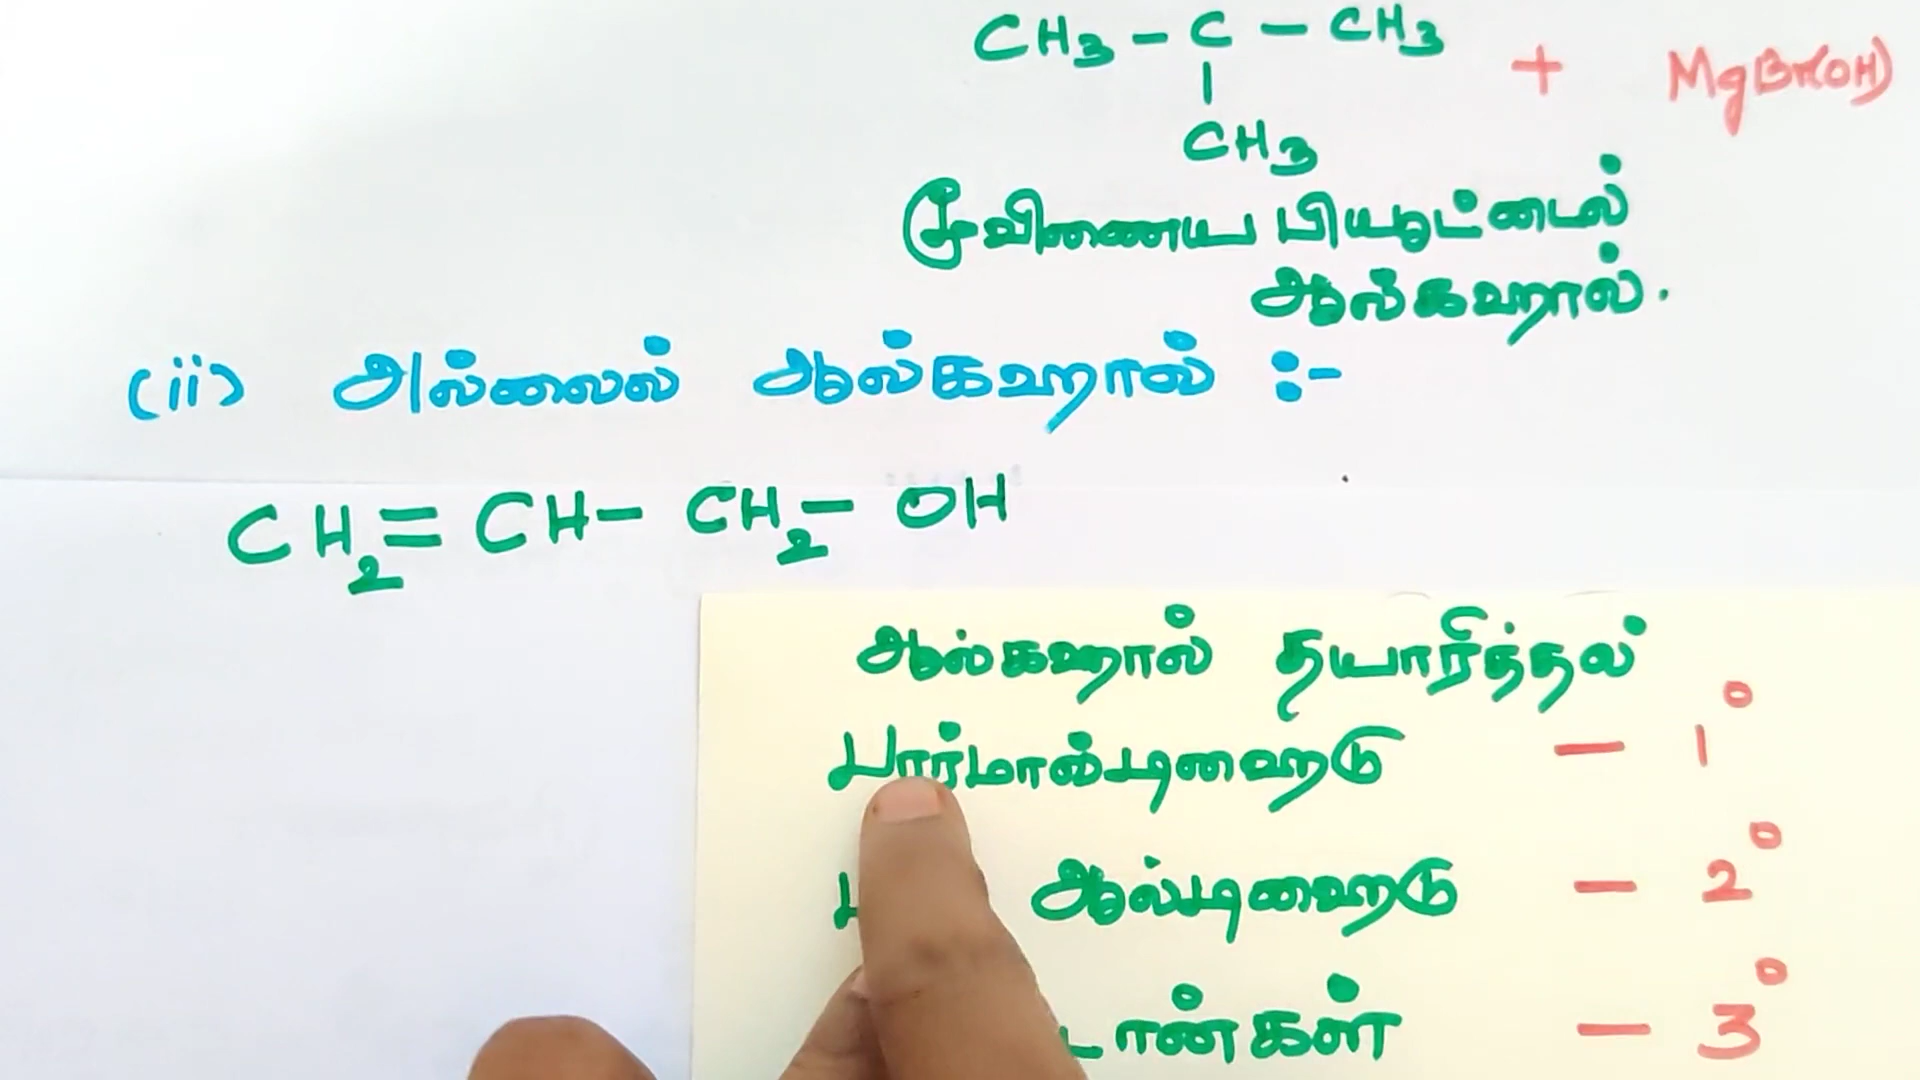 CH₃ - C - CH₃ + MgBr(OH)
|
CH₃
மூவிணைய பியூட்டைல்
ஆல்கஹால்.
(ii) அல்லைல் ஆல்கஹால் :-
CH₂ = CH - CH₂ - OH
ஆல்கஹால் தயாரித்தல்
பார்மால்டிஹைடு - 1°
ஆல்டிஹைடு - 2°
டான்கள் - 3°